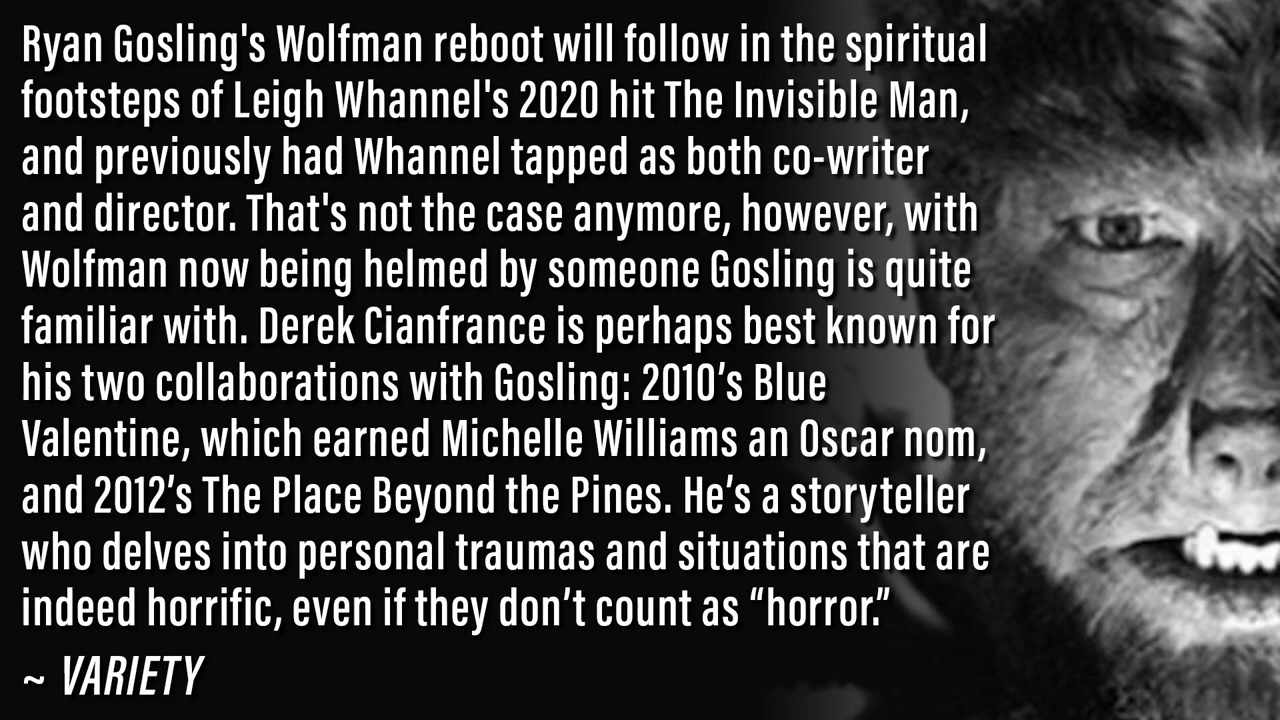 Ryan Gosling's Wolfman reboot will follow in the spiritual
footsteps of Leigh Whannel's 2020 hit The Invisible Man,
and previously had Whannel tapped as both co-writer
and director. That's not the case anymore, however, with
Wolfman now being helmed by someone Gosling is quite
familiar with. Derek Cianfrance is perhaps best known for
his two collaborations with Gosling: 2010’s Blue
Valentine, which earned Michelle Williams an Oscar nom,
and 2012’s The Place Beyond the Pines. He’s a storyteller
who delves into personal traumas and situations that are
indeed horrific, even if they don’t count as “horror.”
~ VARIETY